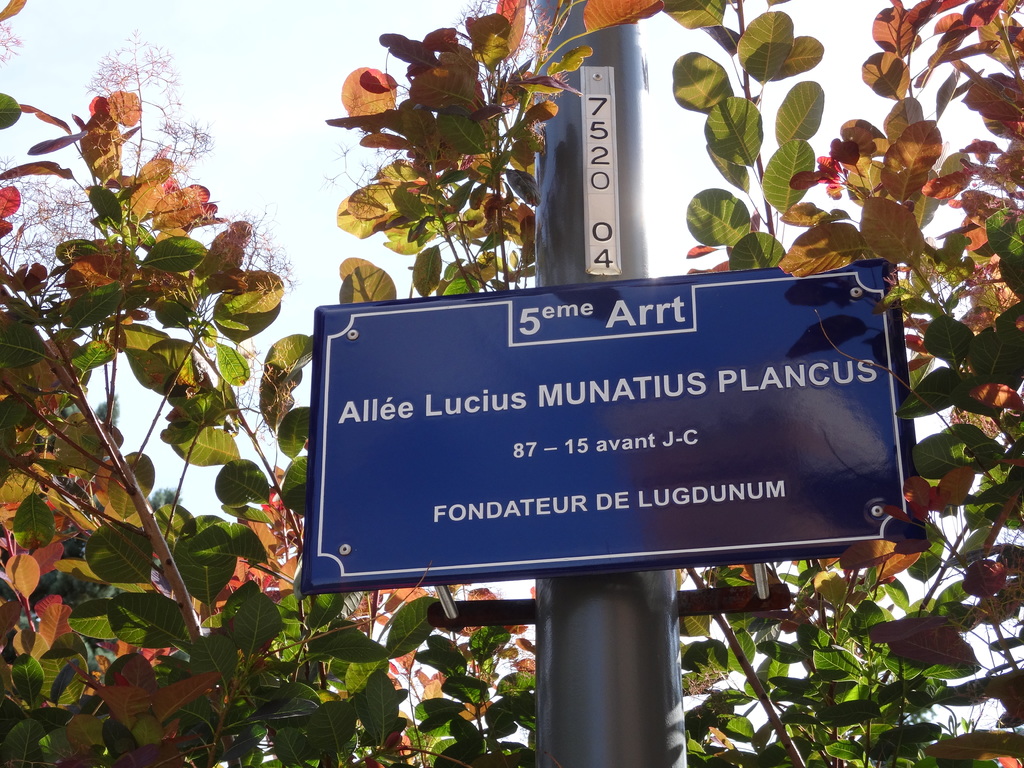 7520 04
5eme Arrt
Allée Lucius MUNATIUS PLANCUS
87 – 15 avant J-C
FONDATEUR DE LUGDUNUM